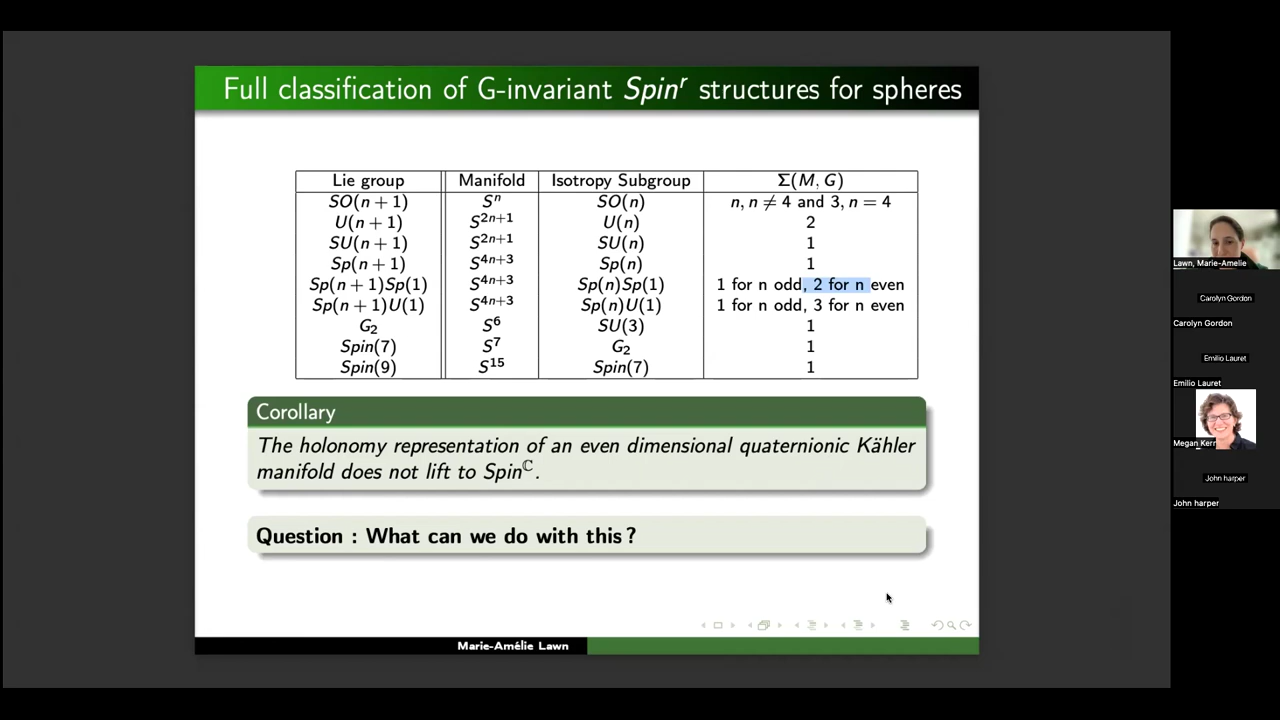 Full classification of G-invariant Spinʳ structures for spheres
Lie group Manifold Isotropy Subgroup Σ(M, G)
SO(n + 1) Sⁿ SO(n) n, n ≠ 4 and 3, n = 4
U(n + 1) S²ⁿ⁺¹ U(n) 2
SU(n + 1) S²ⁿ⁺¹ SU(n) 1
Sp(n + 1) S⁴ⁿ⁺³ Sp(n) 1
Sp(n + 1)Sp(1) S⁴ⁿ⁺³ Sp(n)Sp(1) 1 for n odd, 2 for n even
Sp(n + 1)U(1) S⁴ⁿ⁺³ Sp(n)U(1) 1 for n odd, 3 for n even
G₂ S⁶ SU(3) 1
Spin(7) S⁷ G₂ 1
Spin(9) S¹⁵ Spin(7) 1
Corollary
The holonomy representation of an even dimensional quaternionic Kähler
manifold does not lift to Spin^ℂ.
Question : What can we do with this ?
Marie-Amélie Lawn
Lawn, Marie-Amelie
Carolyn Gordon
Carolyn Gordon
Emilio Lauret
Emilio Lauret
Megan Kerr
John harper
John harper